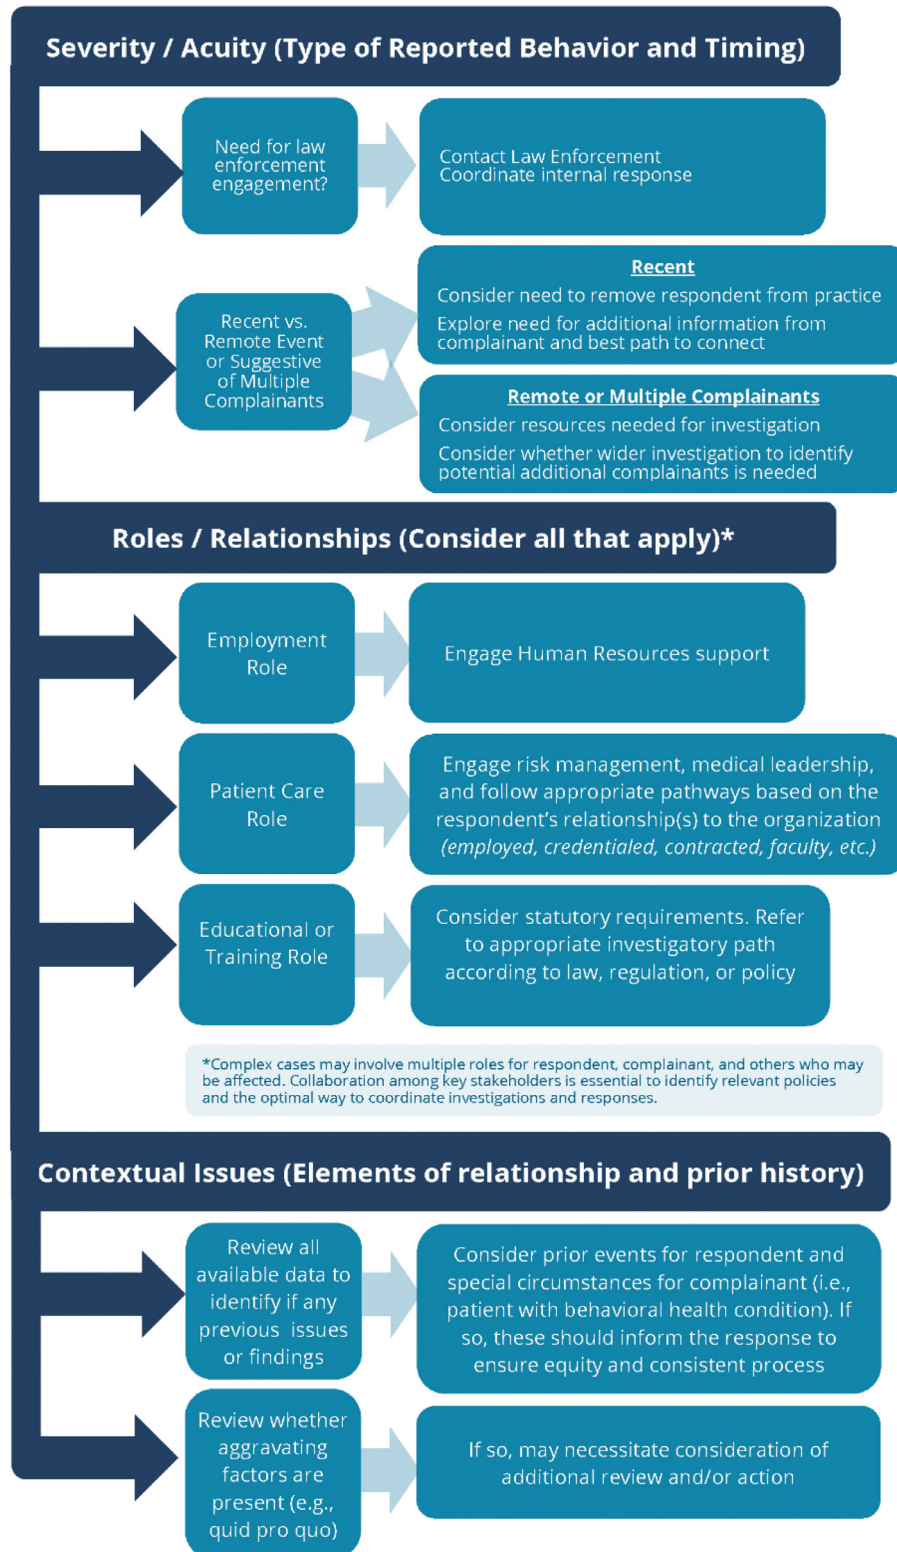 Severity / Acuity (Type of Reported Behavior and Timing)
Need for law
enforcement
engagement?
Contact Law Enforcement
Coordinate internal response
Recent vs.
Remote Event
or Suggestive
of Multiple
Complainants
Recent
Consider need to remove respondent from practice
Explore need for additional information from
complainant and best path to connect
Remote or Multiple Complainants
Consider resources needed for investigation
Consider whether wider investigation to identify
potential additional complainants is needed
Roles / Relationships (Consider all that apply)*
Employment
Role
Engage Human Resources support
Patient Care
Role
Engage risk management, medical leadership,
and follow appropriate pathways based on the
respondent's relationship(s) to the organization
(employed, credentialed, contracted, faculty, etc.)
Educational or
Training Role
Consider statutory requirements. Refer
to appropriate investigatory path
according to law, regulation, or policy
*Complex cases may involve multiple roles for respondent, complainant, and others who may
be affected. Collaboration among key stakeholders is essential to identify relevant policies
and the optimal way to coordinate investigations and responses.
Contextual Issues (Elements of relationship and prior history)
Review all
available data to
identify if any
previous issues
or findings
Consider prior events for respondent and
special circumstances for complainant (i.e.,
patient with behavioral health condition). If
so, these should inform the response to
ensure equity and consistent process
Review whether
aggravating
factors are
present (e.g.,
quid pro quo)
If so, may necessitate consideration of
additional review and/or action